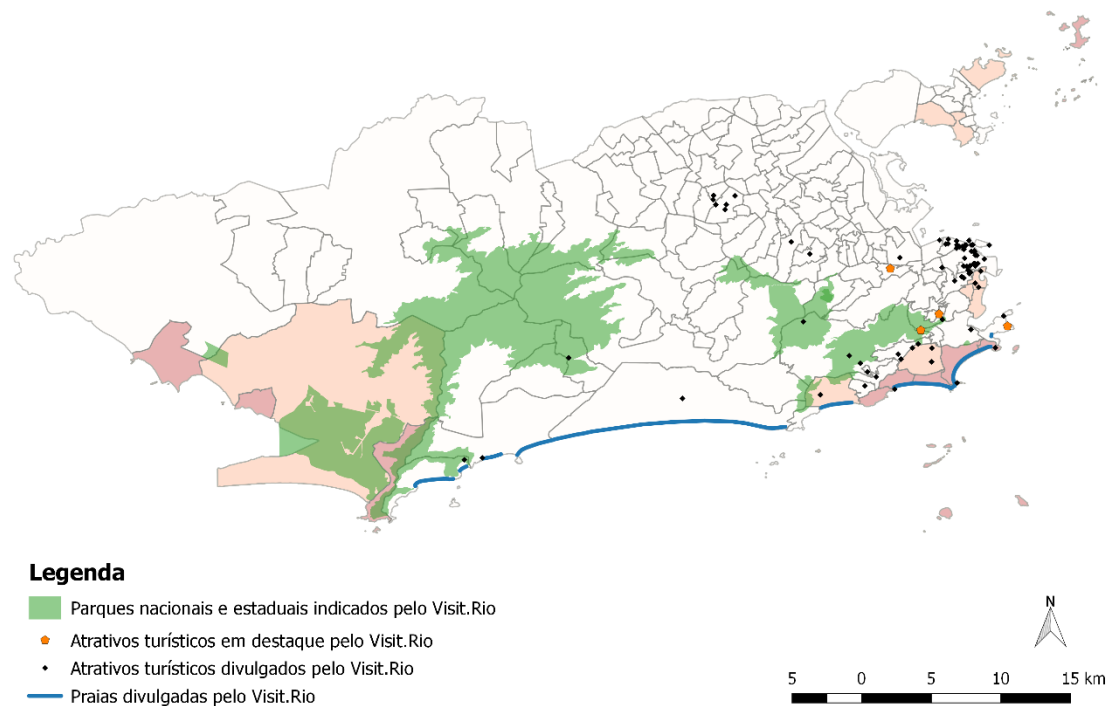 Legenda
Parques nacionais e estaduais indicados pelo Visit.Rio
Atrativos turísticos em destaque pelo Visit.Rio
Atrativos turísticos divulgados pelo Visit.Rio
Praias divulgadas pelo Visit.Rio
N
5 0 5 10 15 km